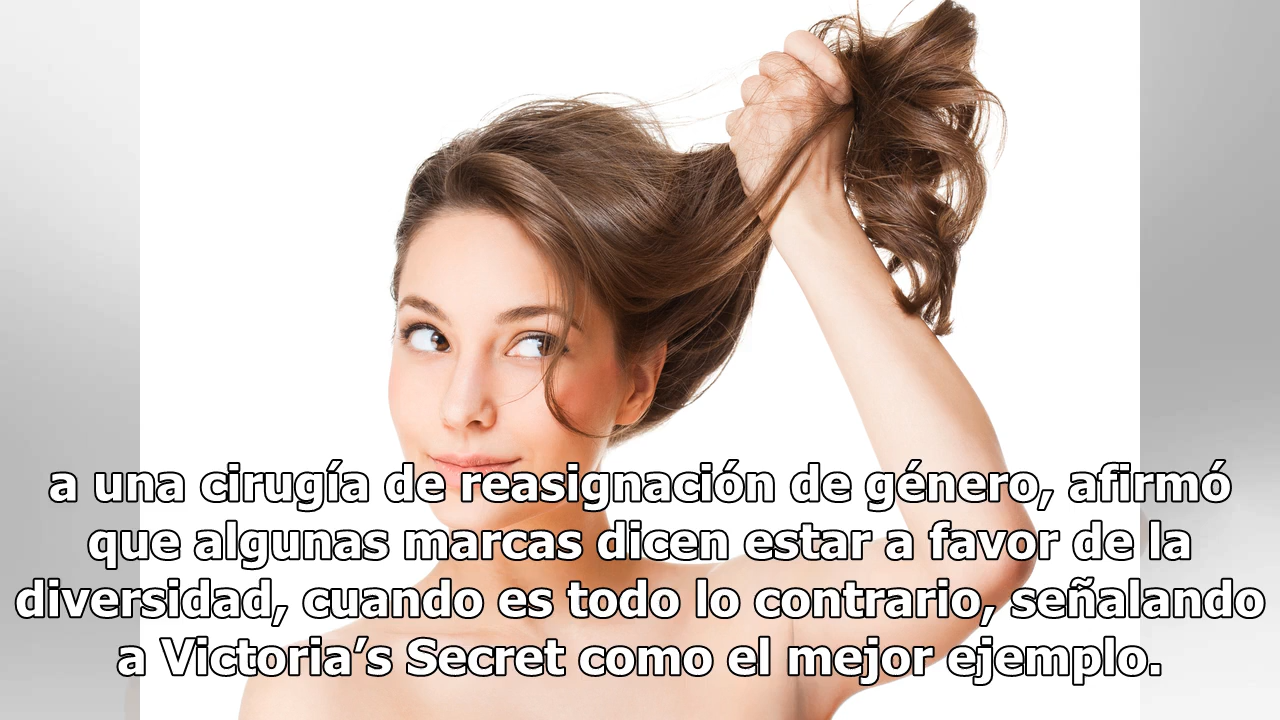 a una cirugía de reasignación de género, afirmó
que algunas marcas dicen estar a favor de la
diversidad, cuando es todo lo contrario, señalando
a Victoria’s Secret como el mejor ejemplo.